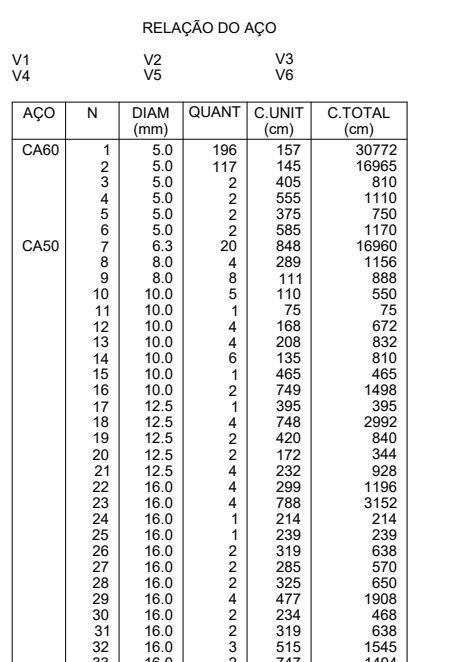 RELAÇÃO DO AÇO
V1 V2 V3
V4 V5 V6
AÇO N DIAM QUANT C.UNIT C.TOTAL
(mm) (cm) (cm)
CA60 1 5.0 196 157 30772
2 5.0 117 145 16965
3 5.0 2 405 810
4 5.0 2 555 1110
5 5.0 2 375 750
6 5.0 2 585 1170
CA50 7 6.3 20 848 16960
8 8.0 4 289 1156
9 8.0 8 111 888
10 10.0 5 110 550
11 10.0 1 75 75
12 10.0 4 168 672
13 10.0 4 208 832
14 10.0 6 135 810
15 10.0 1 465 465
16 10.0 2 749 1498
17 12.5 1 395 395
18 12.5 4 748 2992
19 12.5 2 420 840
20 12.5 2 172 344
21 12.5 4 232 928
22 16.0 4 299 1196
23 16.0 4 788 3152
24 16.0 1 214 214
25 16.0 1 239 239
26 16.0 2 319 638
27 16.0 2 285 570
28 16.0 2 325 650
29 16.0 4 477 1908
30 16.0 2 234 468
31 16.0 2 319 638
32 16.0 3 515 1545
33 16.0 2 747 1494